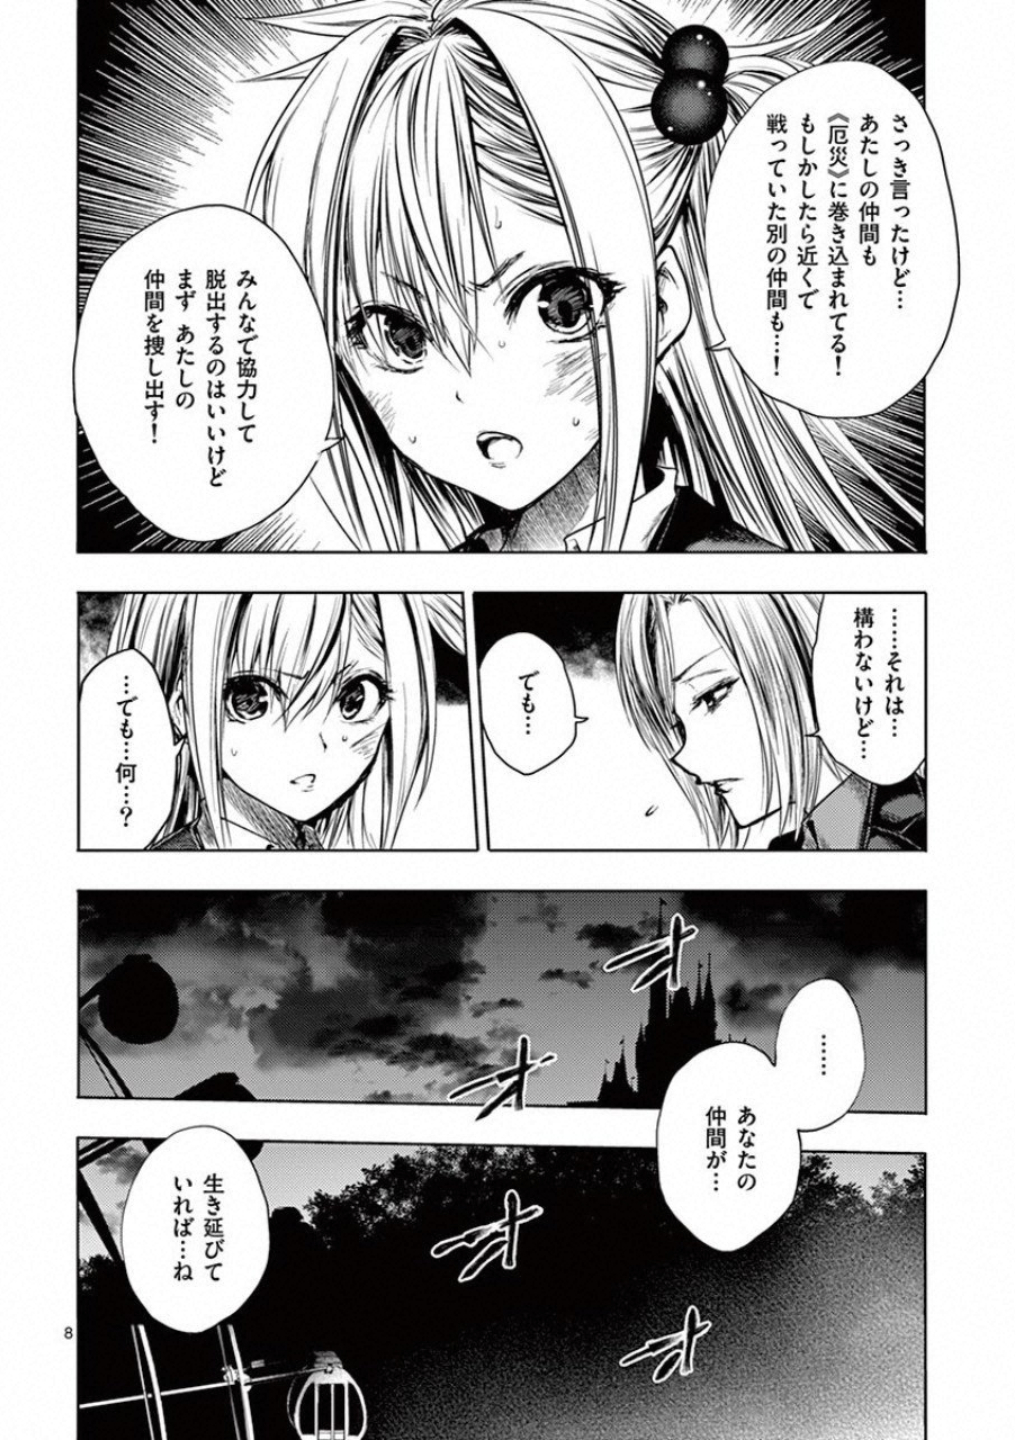 さっき言ったけど…
あたしの仲間も
《厄災》に巻き込まれてる！
もしかしたら近くで
戦っていた別の仲間も…！
みんなで協力して
脱出するのはいいけど
まず あたしの
仲間を捜し出す！
……それは…
構わないけど…
でも…
…でも…何…？
オ
オ
……
あなたの
仲間が…
オ
オ
生き延びて
いれば…ね
8